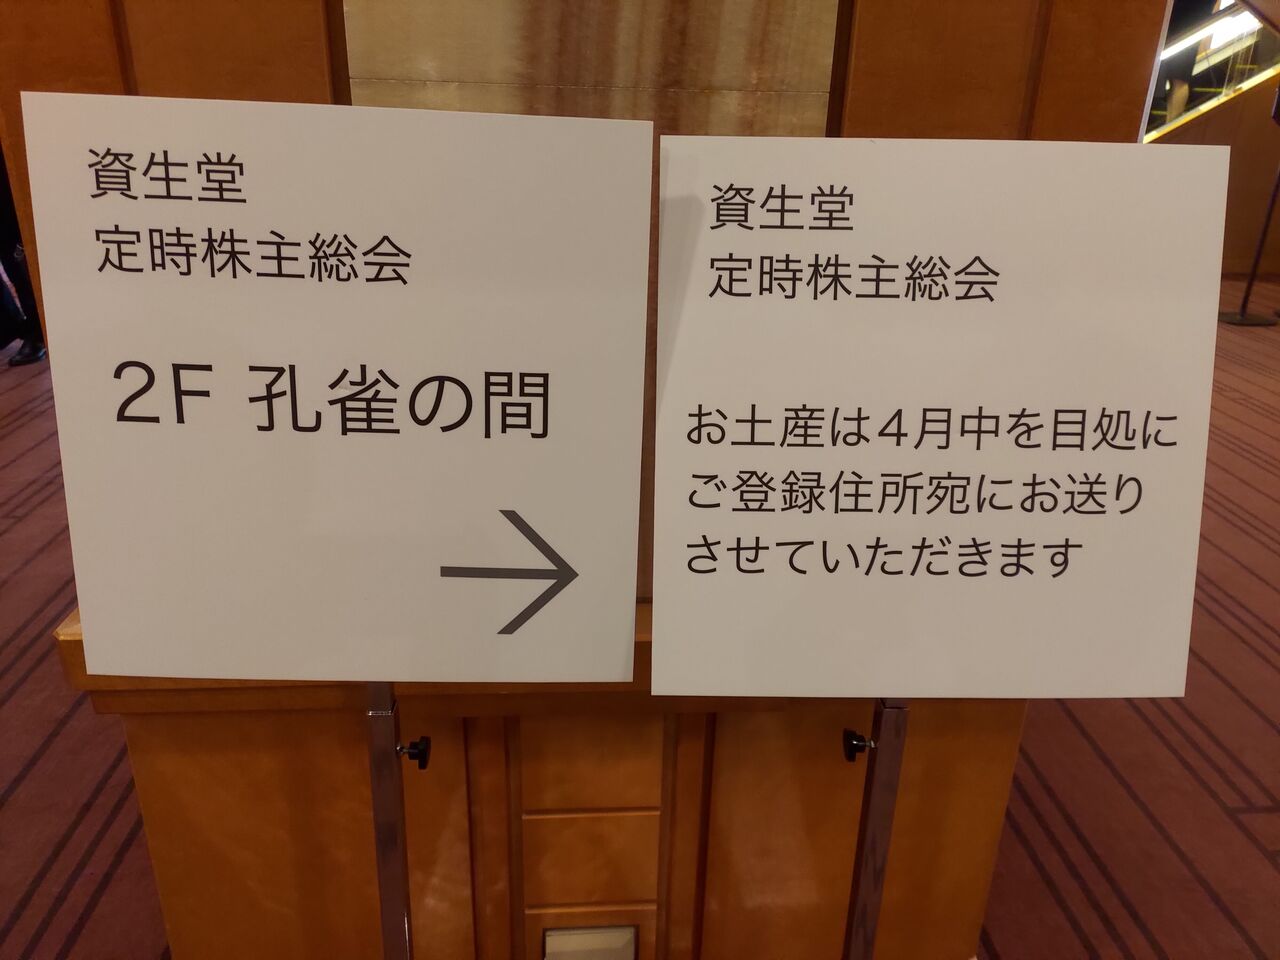 資生堂
定時株主総会
2F 孔雀の間
→
資生堂
定時株主総会
お土産は4月中を目処に
ご登録住所宛にお送り
させていただきます